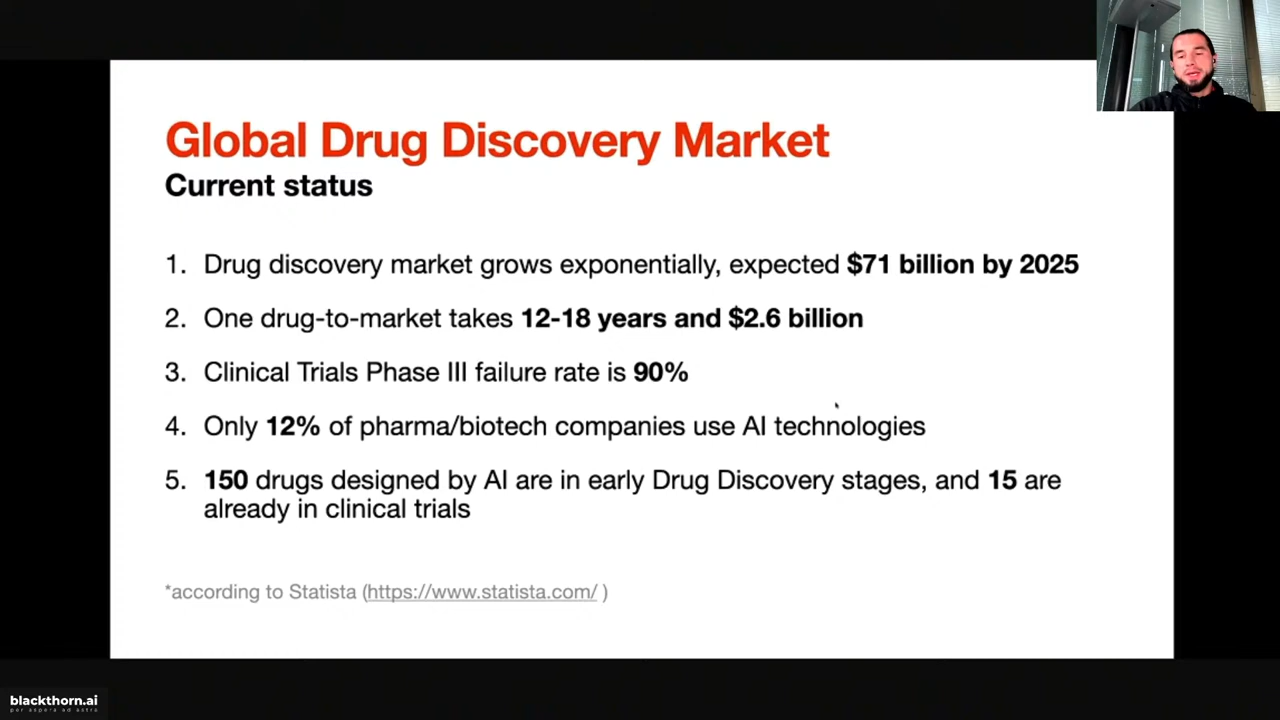 Global Drug Discovery Market
Current status
1. Drug discovery market grows exponentially, expected $71 billion by 2025
2. One drug-to-market takes 12-18 years and $2.6 billion
3. Clinical Trials Phase III failure rate is 90%
4. Only 12% of pharma/biotech companies use AI technologies
5. 150 drugs designed by AI are in early Drug Discovery stages, and 15 are
already in clinical trials
*according to Statista (https://www.statista.com/ )
blackthorn.ai
per aspera ad astra